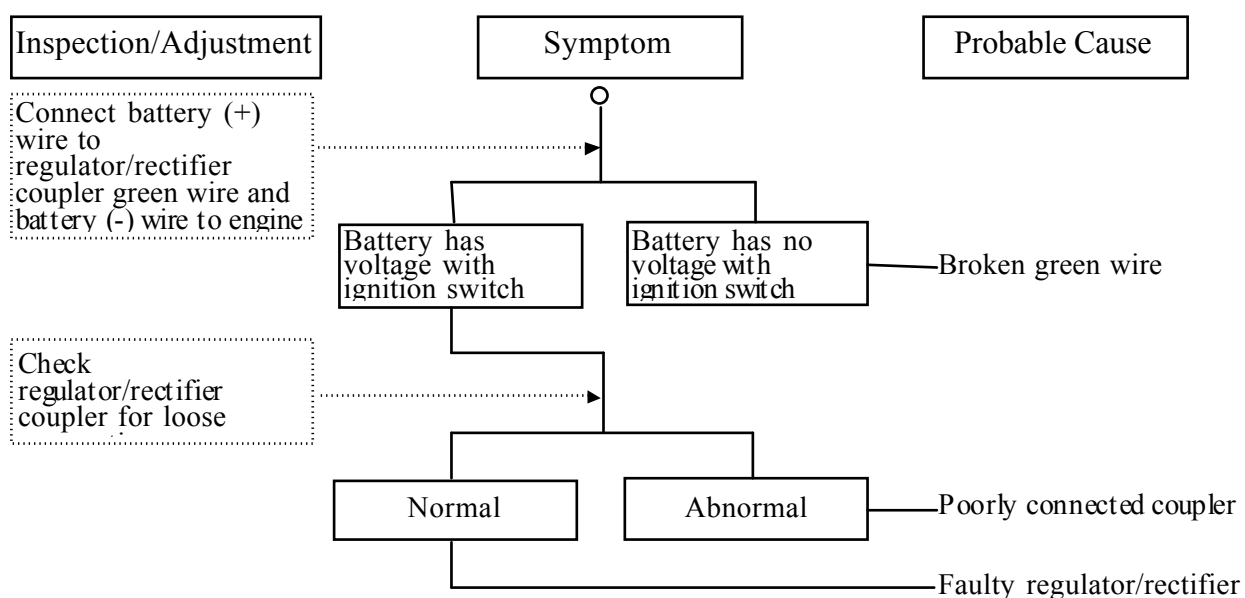 Inspection/Adjustment
Symptom
Probable Cause
Connect battery (+)
wire to
regulator/rectifier
coupler green wire and
battery (-) wire to engine
Battery has
voltage with
ignition switch
Battery has no
voltage with
ignition switch
Broken green wire
Check
regulator/rectifier
coupler for loose
Normal
Abnormal
Poorly connected coupler
Faulty regulator/rectifier